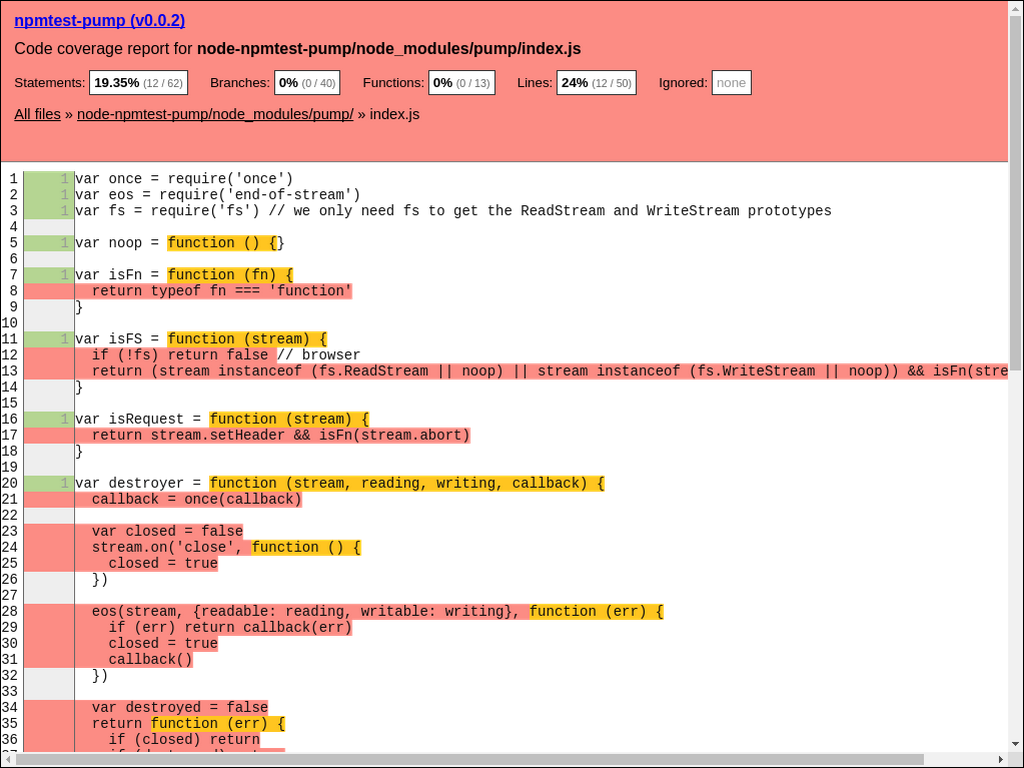 npmtest-pump (v0.0.2)
Code coverage report for node-npmtest-pump/node_modules/pump/index.js
Statements: 19.35% (12 / 62) Branches: 0% (0 / 40) Functions: 0% (0 / 13) Lines: 24% (12 / 50) Ignored: none
All files » node-npmtest-pump/node_modules/pump/ » index.js
1 1 var once = require('once')
2 1 var eos = require('end-of-stream')
3 1 var fs = require('fs') // we only need fs to get the ReadStream and WriteStream prototypes
4
5 1 var noop = function () {}
6
7 1 var isFn = function (fn) {
8 return typeof fn === 'function'
9 }
10
11 1 var isFS = function (stream) {
12 if (!fs) return false // browser
13 return (stream instanceof (fs.ReadStream || noop) || stream instanceof (fs.WriteStream || noop)) && isFn(stre
14 }
15
16 1 var isRequest = function (stream) {
17 return stream.setHeader && isFn(stream.abort)
18 }
19
20 1 var destroyer = function (stream, reading, writing, callback) {
21 callback = once(callback)
22
23 var closed = false
24 stream.on('close', function () {
25 closed = true
26 })
27
28 eos(stream, {readable: reading, writable: writing}, function (err) {
29 if (err) return callback(err)
30 closed = true
31 callback()
32 })
33
34 var destroyed = false
35 return function (err) {
36 if (closed) return